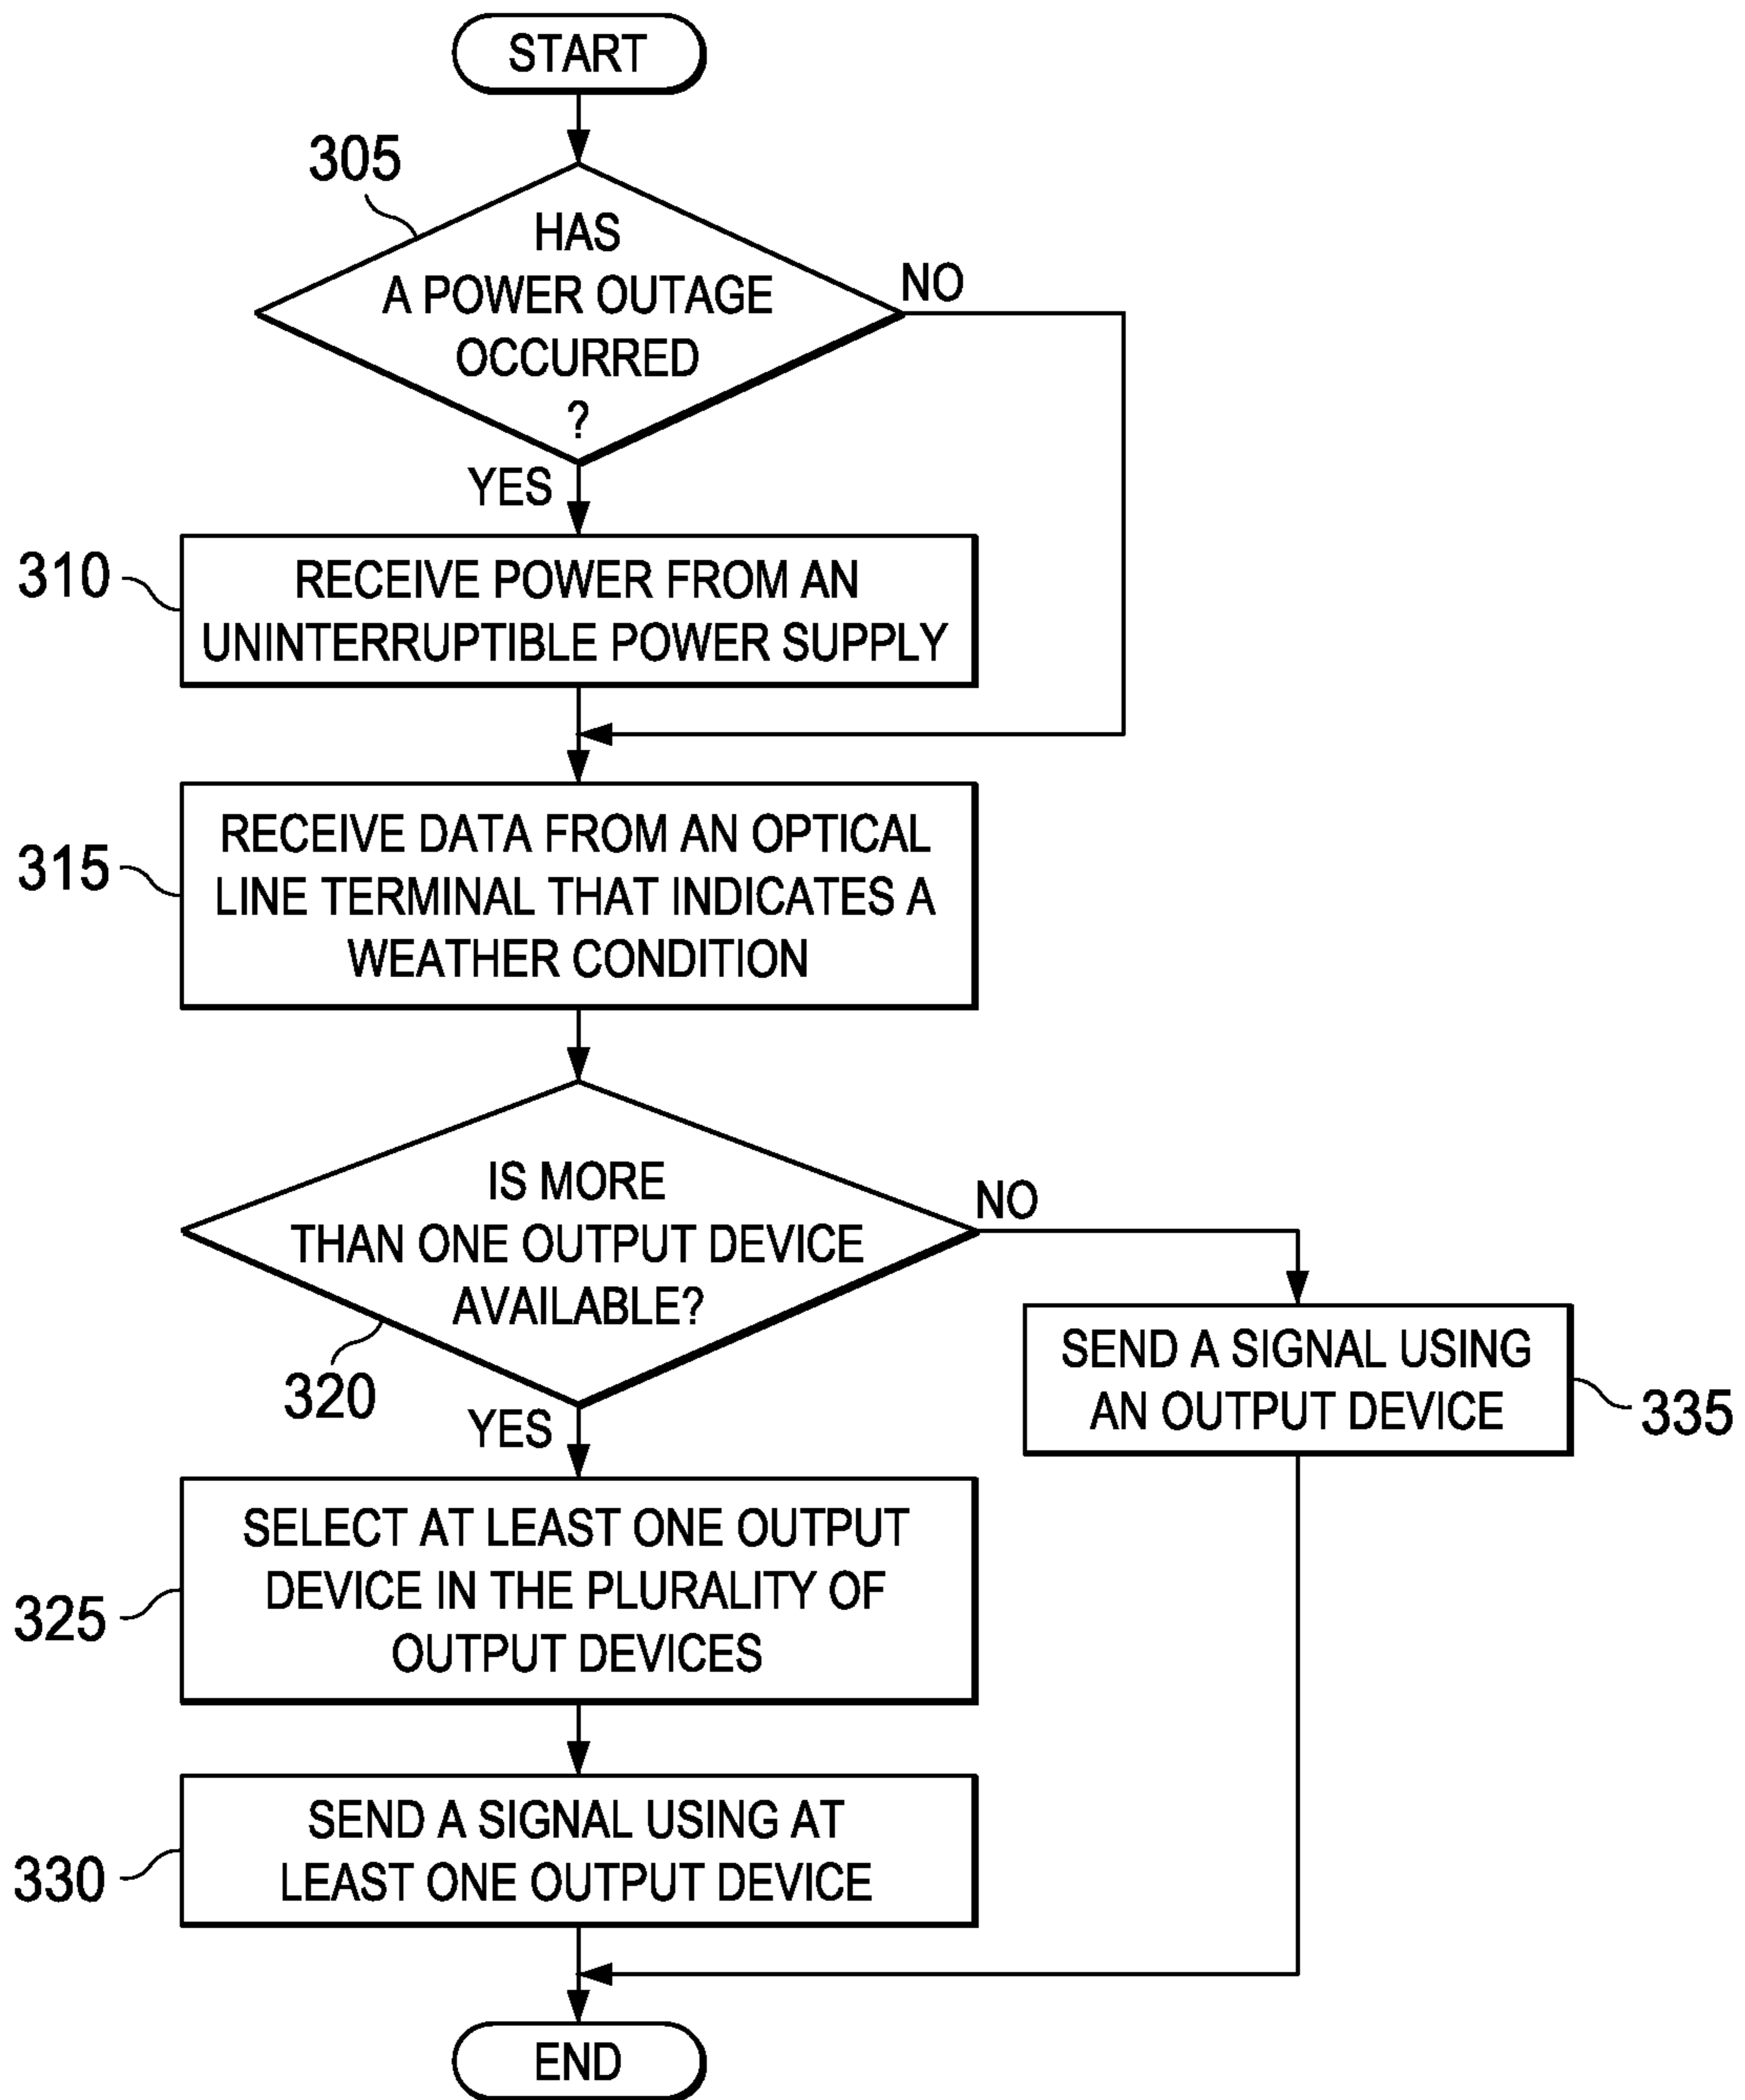 START
305
HAS
A POWER OUTAGE
OCCURRED
?
NO
YES
310
RECEIVE POWER FROM AN
UNINTERRUPTIBLE POWER SUPPLY
315
RECEIVE DATA FROM AN OPTICAL
LINE TERMINAL THAT INDICATES A
WEATHER CONDITION
IS MORE
THAN ONE OUTPUT DEVICE
AVAILABLE?
NO
320
YES
SEND A SIGNAL USING
AN OUTPUT DEVICE
335
325
SELECT AT LEAST ONE OUTPUT
DEVICE IN THE PLURALITY OF
OUTPUT DEVICES
330
SEND A SIGNAL USING AT
LEAST ONE OUTPUT DEVICE
END